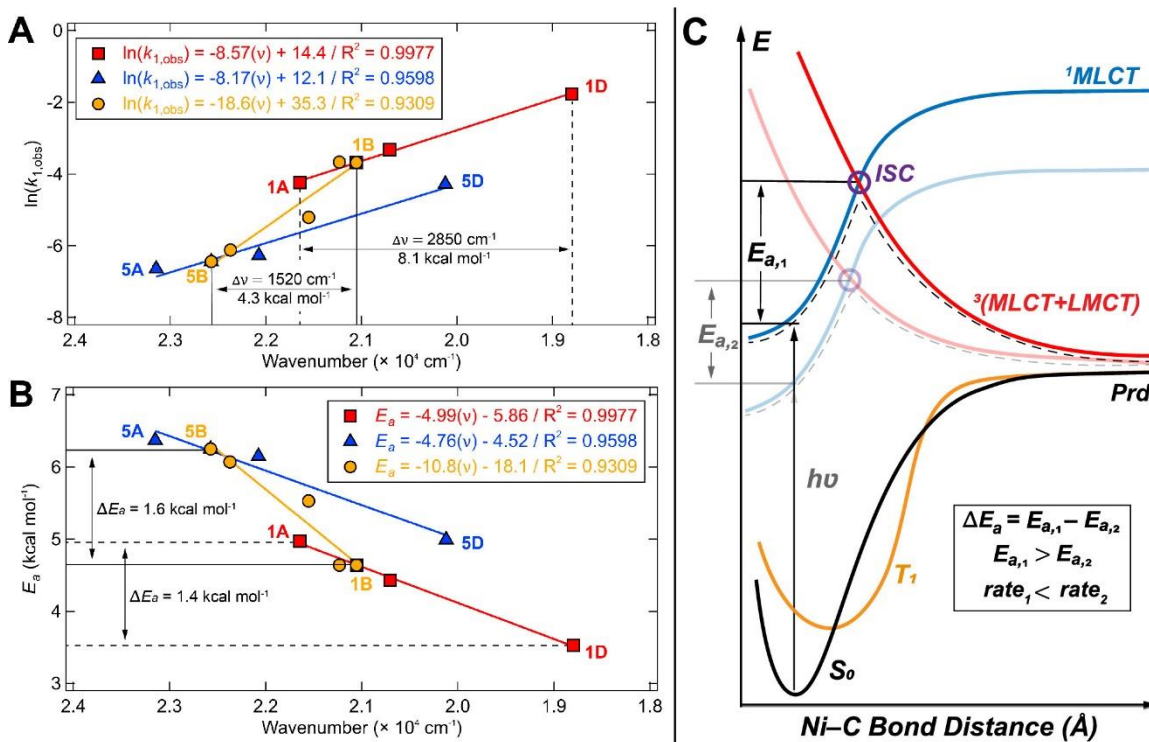 A
ln(k1,obs) = -8.57(ν) + 14.4 / R² = 0.9977
ln(k1,obs) = -8.17(ν) + 12.1 / R² = 0.9598
ln(k1,obs) = -18.6(ν) + 35.3 / R² = 0.9309
0
-2
-4
-6
-8
ln(k1,obs)
1D
1B
1A
5D
5A
5B
Δν = 2850 cm⁻¹
8.1 kcal mol⁻¹
Δν = 1520 cm⁻¹
4.3 kcal mol⁻¹
2.4
2.3
2.2
2.1
2.0
1.9
1.8
Wavenumber (× 10⁴ cm⁻¹)
B
Ea = -4.99(ν) - 5.86 / R² = 0.9977
Ea = -4.76(ν) - 4.52 / R² = 0.9598
Ea = -10.8(ν) - 18.1 / R² = 0.9309
7
6
5
4
3
Ea (kcal mol⁻¹)
5A
5B
1A
5D
1B
1D
ΔEa = 1.6 kcal mol⁻¹
ΔEa = 1.4 kcal mol⁻¹
2.4
2.3
2.2
2.1
2.0
1.9
1.8
Wavenumber (× 10⁴ cm⁻¹)
C
E
¹MLCT
ISC
Ea,1
³(MLCT+LMCT)
Ea,2
Prd
hυ
ΔEa = Ea,1 – Ea,2
Ea,1 > Ea,2
rate1 < rate2
T1
S0
Ni–C Bond Distance (Å)